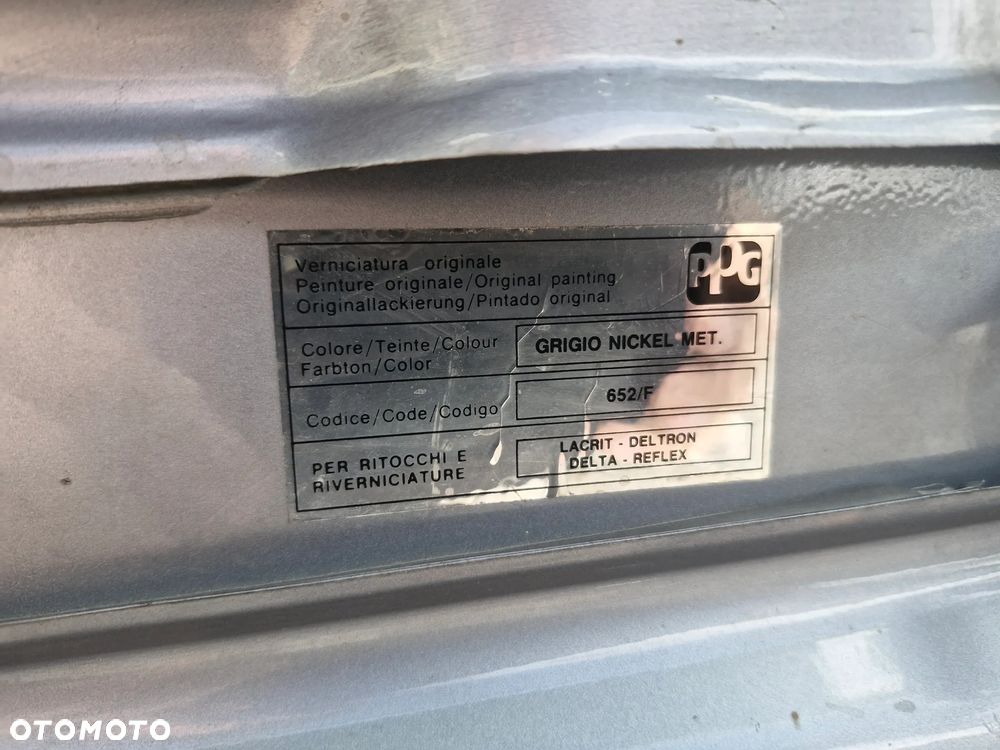 Verniciatura originale
Peinture originale/Original painting
Originallackierung/Pintado original
PPG
Colore/Teinte/Colour
Farbton/Color
GRIGIO NICKEL MET.
Codice/Code/Codigo
652/F
PER RITOCCHI E
RIVERNICIATURE
LACRIT - DELTRON
DELTA - REFLEX
OTOMOTO